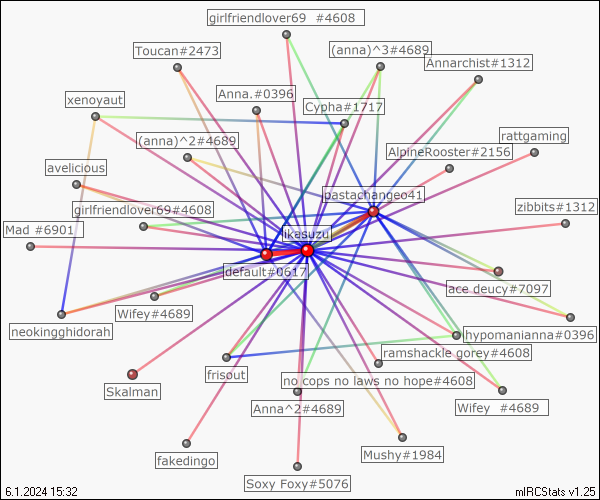 girlfriendlover69  #4608
Toucan#2473
(anna)^3#4689
Annarchist#1312
xenoyaut
Anna.#0396
Cypha#1717
rattgaming
(anna)^2#4689
AlpineRooster#2156
avelicious
pastachangeo41
girlfriendlover69#4608
zibbits#1312
Mad #6901
ikasuzu
default#0617
ace deucy#7097
Wifey#4689
neokingghidorah
hypomanianna#0396
ramshackle gorey#4608
frisout
no cops no laws no hope#4608
Skalman
Anna^2#4689
Wifey  #4689
Mushy#1984
fakedingo
Soxy Foxy#5076
6.1.2024 15:32
mIRCStats v1.25